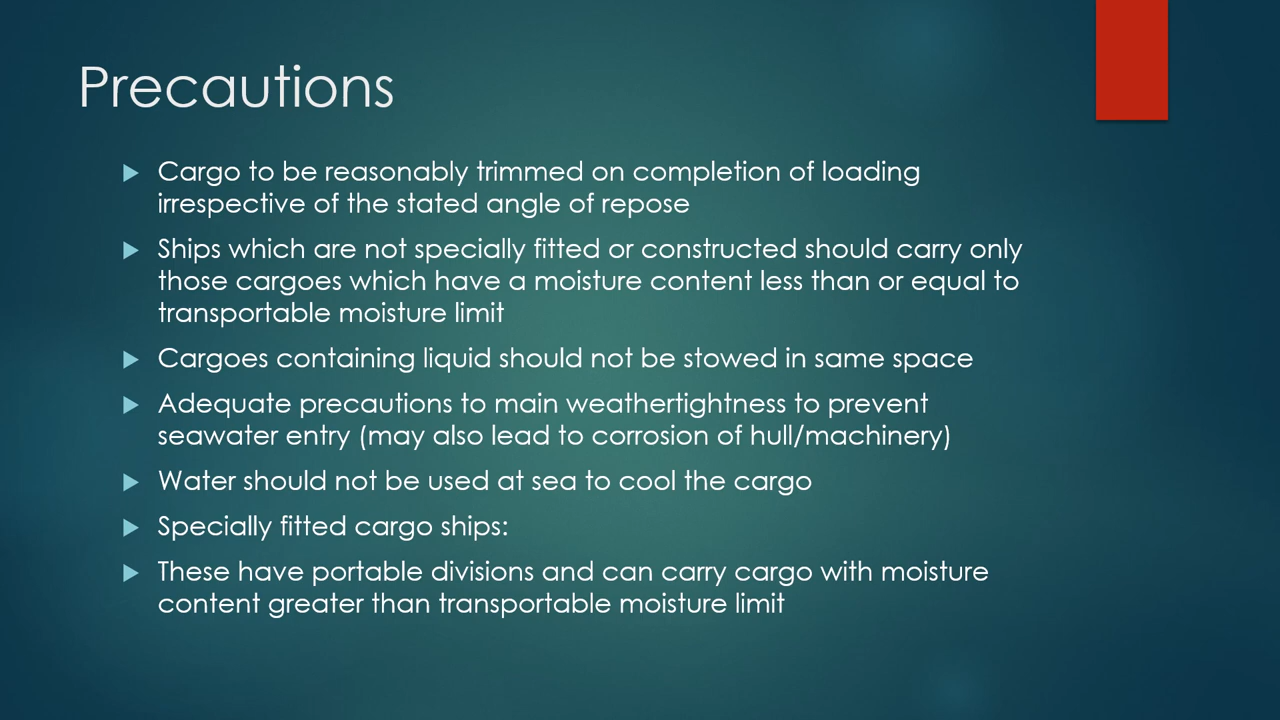 Precautions
Cargo to be reasonably trimmed on completion of loading
irrespective of the stated angle of repose
Ships which are not specially fitted or constructed should carry only
those cargoes which have a moisture content less than or equal to
transportable moisture limit
Cargoes containing liquid should not be stowed in same space
Adequate precautions to main weathertightness to prevent
seawater entry (may also lead to corrosion of hull/machinery)
Water should not be used at sea to cool the cargo
Specially fitted cargo ships:
These have portable divisions and can carry cargo with moisture
content greater than transportable moisture limit